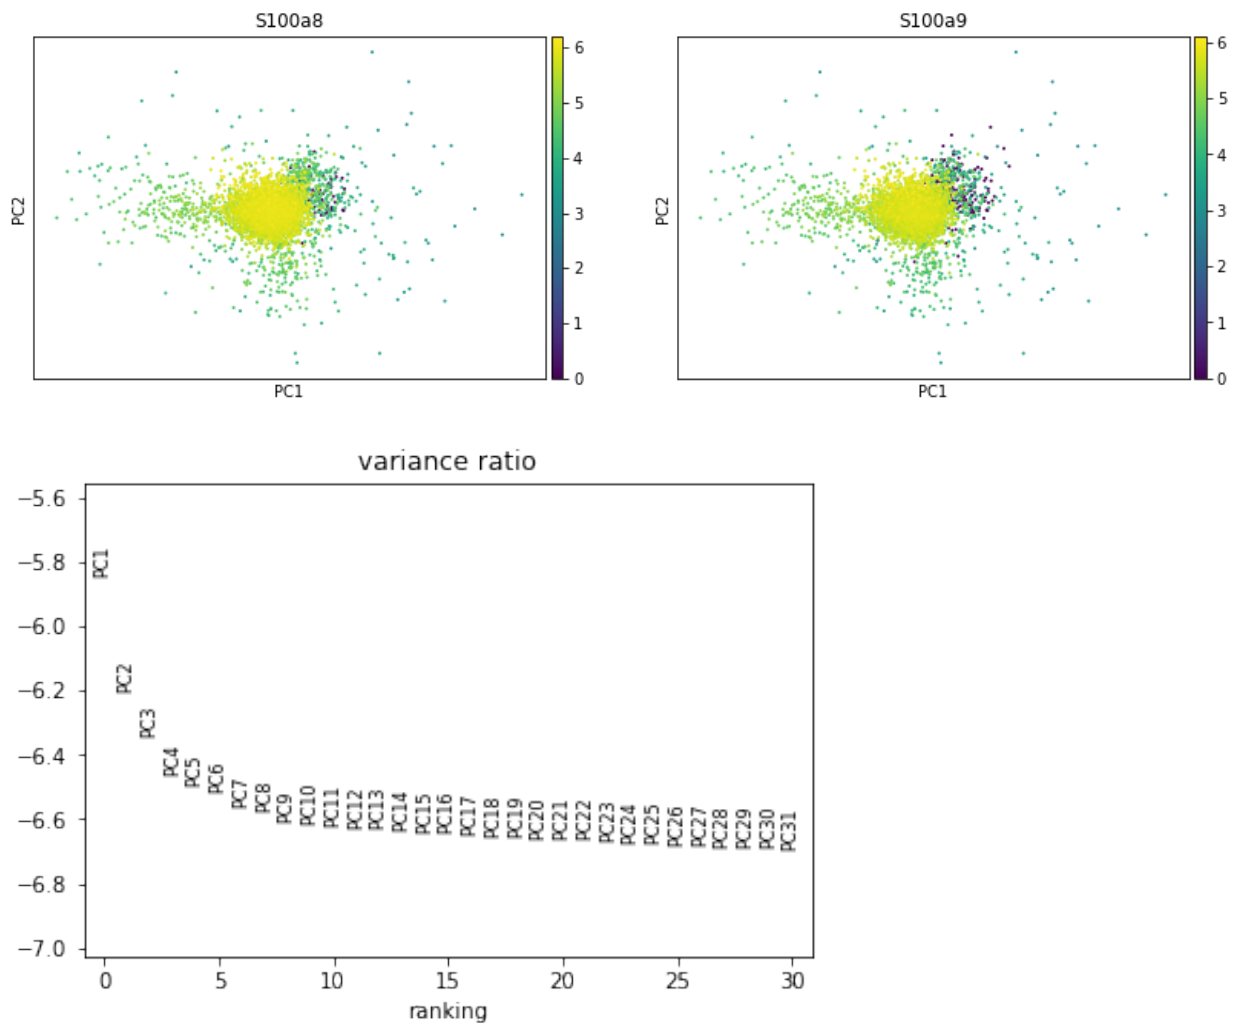 S100a8
6
5
4
3
2
1
0
PC2
PC1
S100a9
6
5
4
3
2
1
0
PC2
PC1
variance ratio
−5.6
−5.8
−6.0
−6.2
−6.4
−6.6
−6.8
−7.0
PC1
PC2
PC3
PC4
PC5
PC6
PC7
PC8
PC9
PC10
PC11
PC12
PC13
PC14
PC15
PC16
PC17
PC18
PC19
PC20
PC21
PC22
PC23
PC24
PC25
PC26
PC27
PC28
PC29
PC30
PC31
0 5 10 15 20 25 30
ranking